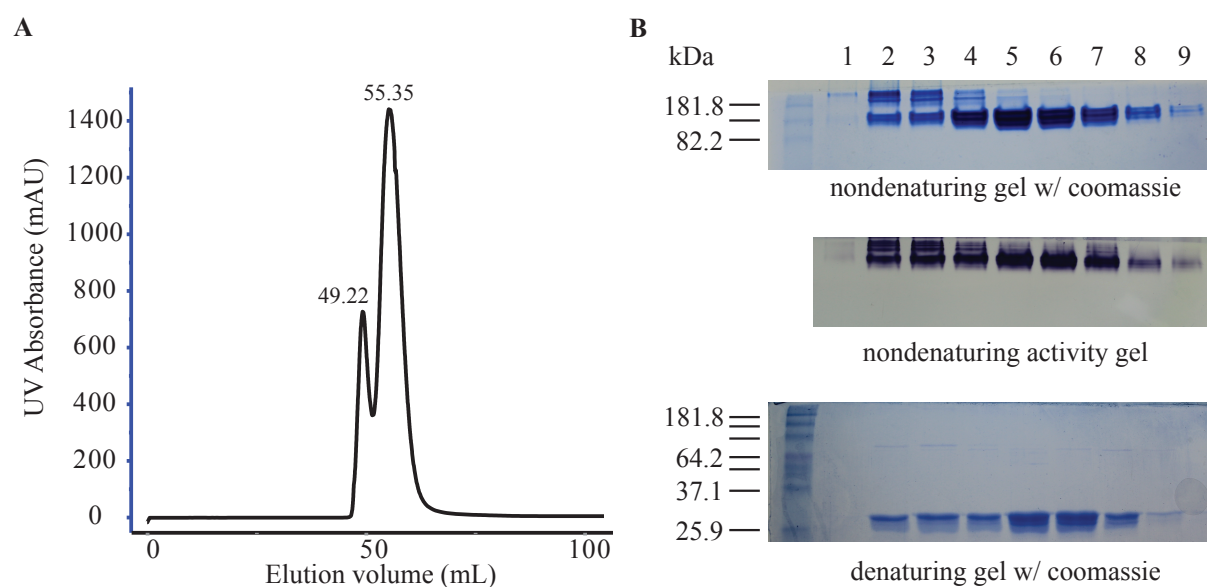 A
55.35
49.22
1400
1200
1000
800
600
400
200
0
UV Absorbance (mAU)
0 50 100
Elution volume (mL)
B
kDa 1 2 3 4 5 6 7 8 9
181.8
82.2
nondenaturing gel w/ coomassie
nondenaturing activity gel
181.8
64.2
37.1
25.9
denaturing gel w/ coomassie